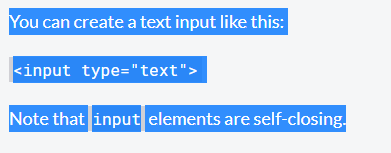 You can create a text input like this:
<input type="text">
Note that input elements are self-closing.